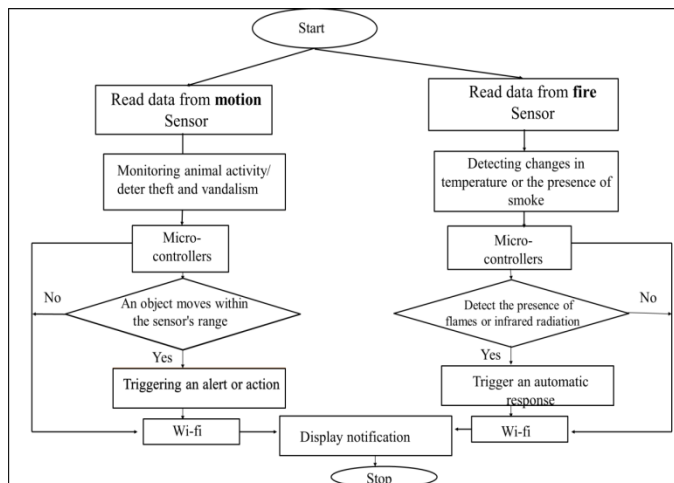 Start
Read data from motion
Sensor
Read data from fire
Sensor
Monitoring animal activity/
deter theft and vandalism
Detecting changes in
temperature or the presence of
smoke
Micro-
controllers
Micro-
controllers
No
An object moves within
the sensor's range
Detect the presence of
flames or infrared radiation
No
Yes
Yes
Triggering an alert or action
Trigger an automatic
response
Wi-fi
Display notification
Wi-fi
Stop